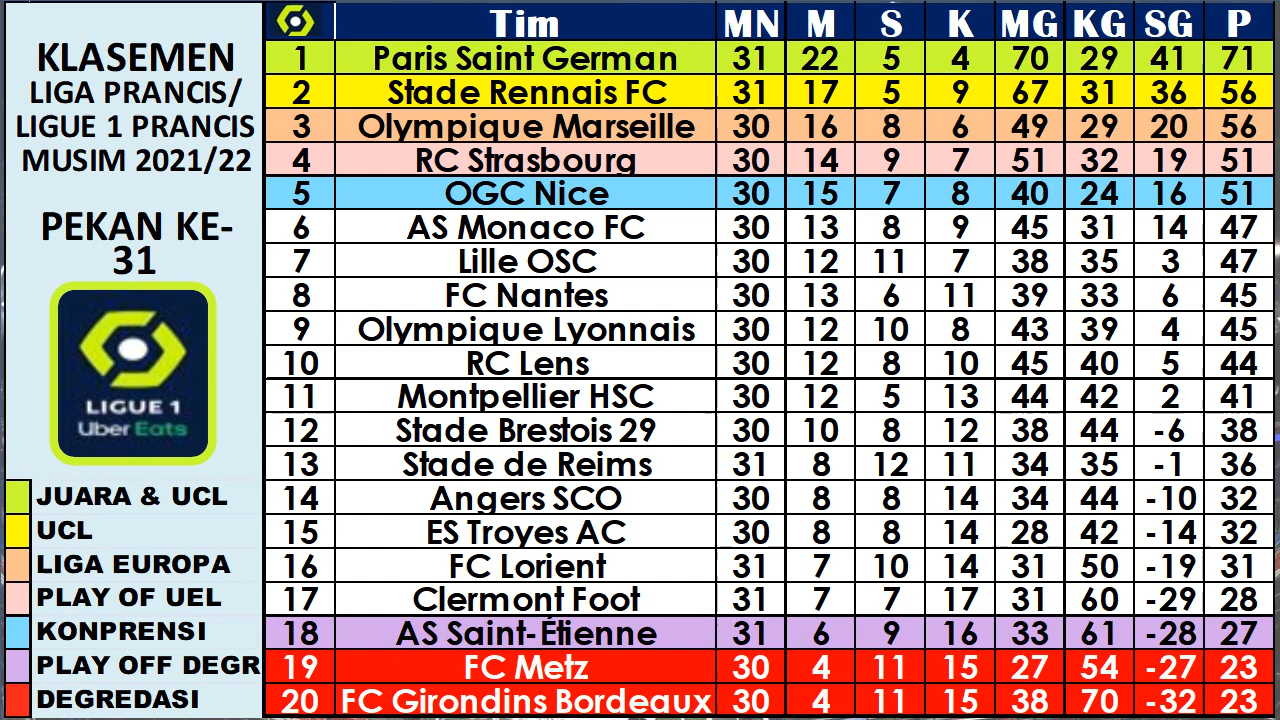 KLASEMEN
LIGA PRANCIS/
LIGUE 1 PRANCIS
MUSIM 2021/22
PEKAN KE-
31
LIGUE 1
Uber Eats
JUARA & UCL
UCL
LIGA EUROPA
PLAY OF UEL
KONPRENSI
PLAY OFF DEGR
DEGREDASI
Tim MN M S K MG KG SG P
1 Paris Saint German 31 22 5 4 70 29 41 71
2 Stade Rennais FC 31 17 5 9 67 31 36 56
3 Olympique Marseille 30 16 8 6 49 29 20 56
4 RC Strasbourg 30 14 9 7 51 32 19 51
5 OGC Nice 30 15 7 8 40 24 16 51
6 AS Monaco FC 30 13 8 9 45 31 14 47
7 Lille OSC 30 12 11 7 38 35 3 47
8 FC Nantes 30 13 6 11 39 33 6 45
9 Olympique Lyonnais 30 12 10 8 43 39 4 45
10 RC Lens 30 12 8 10 45 40 5 44
11 Montpellier HSC 30 12 5 13 44 42 2 41
12 Stade Brestois 29 30 10 8 12 38 44 -6 38
13 Stade de Reims 31 8 12 11 34 35 -1 36
14 Angers SCO 30 8 8 14 34 44 -10 32
15 ES Troyes AC 30 8 8 14 28 42 -14 32
16 FC Lorient 31 7 10 14 31 50 -19 31
17 Clermont Foot 31 7 7 17 31 60 -29 28
18 AS Saint-Étienne 31 6 9 16 33 61 -28 27
19 FC Metz 30 4 11 15 27 54 -27 23
20 FC Girondins Bordeaux 30 4 11 15 38 70 -32 23